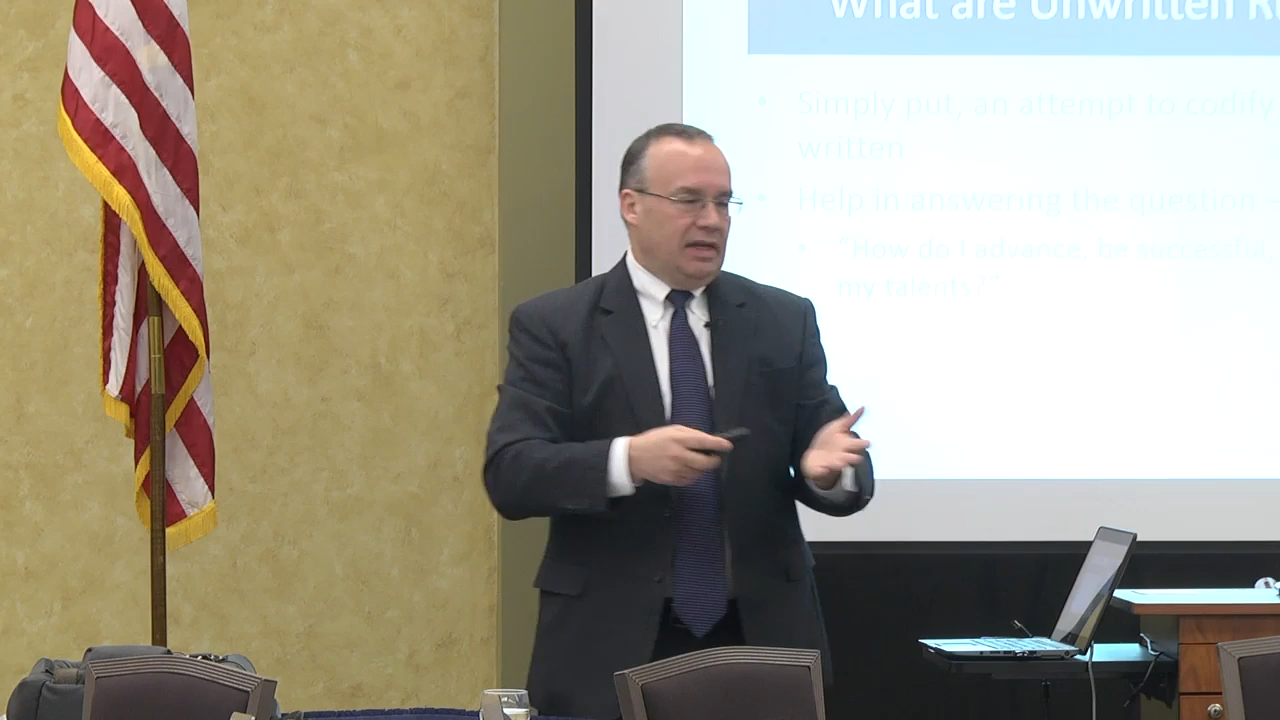 What are Unwritten
• Simply put, an attempt to codify
written
• Help in answering the question –
• "How do I advance, be successful,
my talents?"